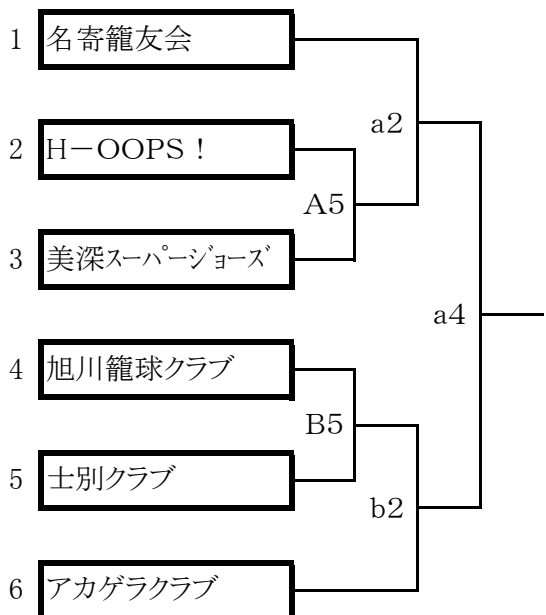 1 名寄籠友会
a2
2 H－OOPS！
A5
3 美深スーパージョーズ
a4
4 旭川籠球クラブ
B5
5 士別クラブ
b2
6 アカゲラクラブ